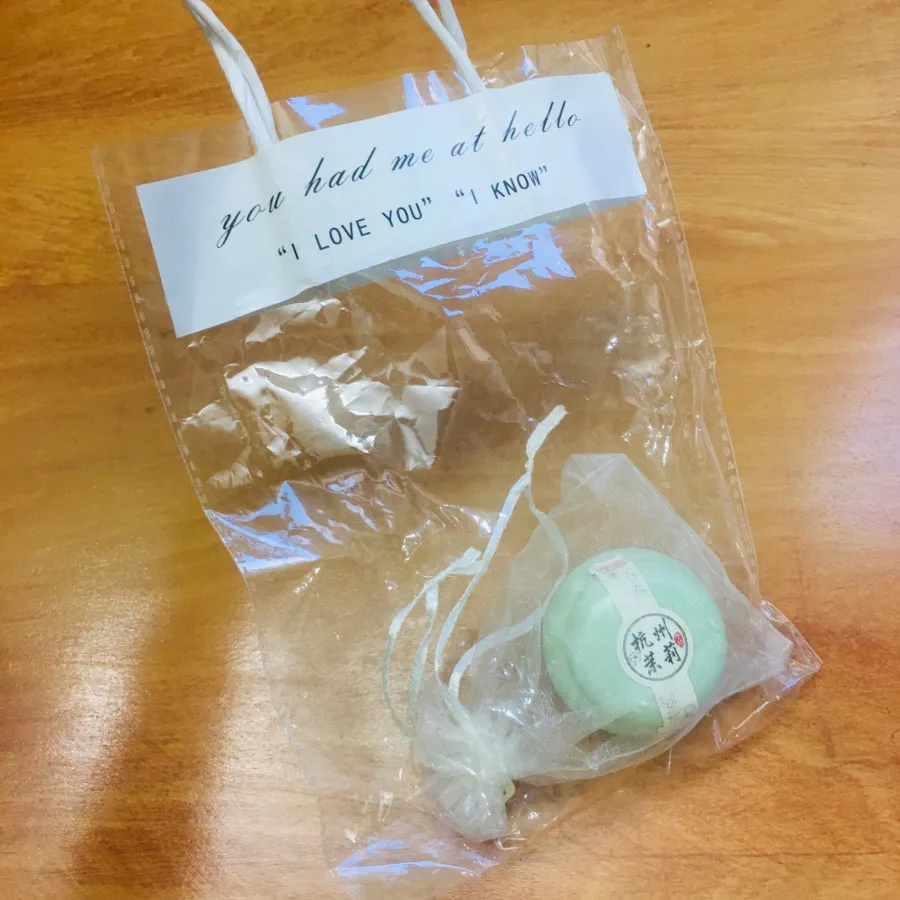 you had me at hello
“I LOVE YOU” “I KNOW”
杭州
茉莉